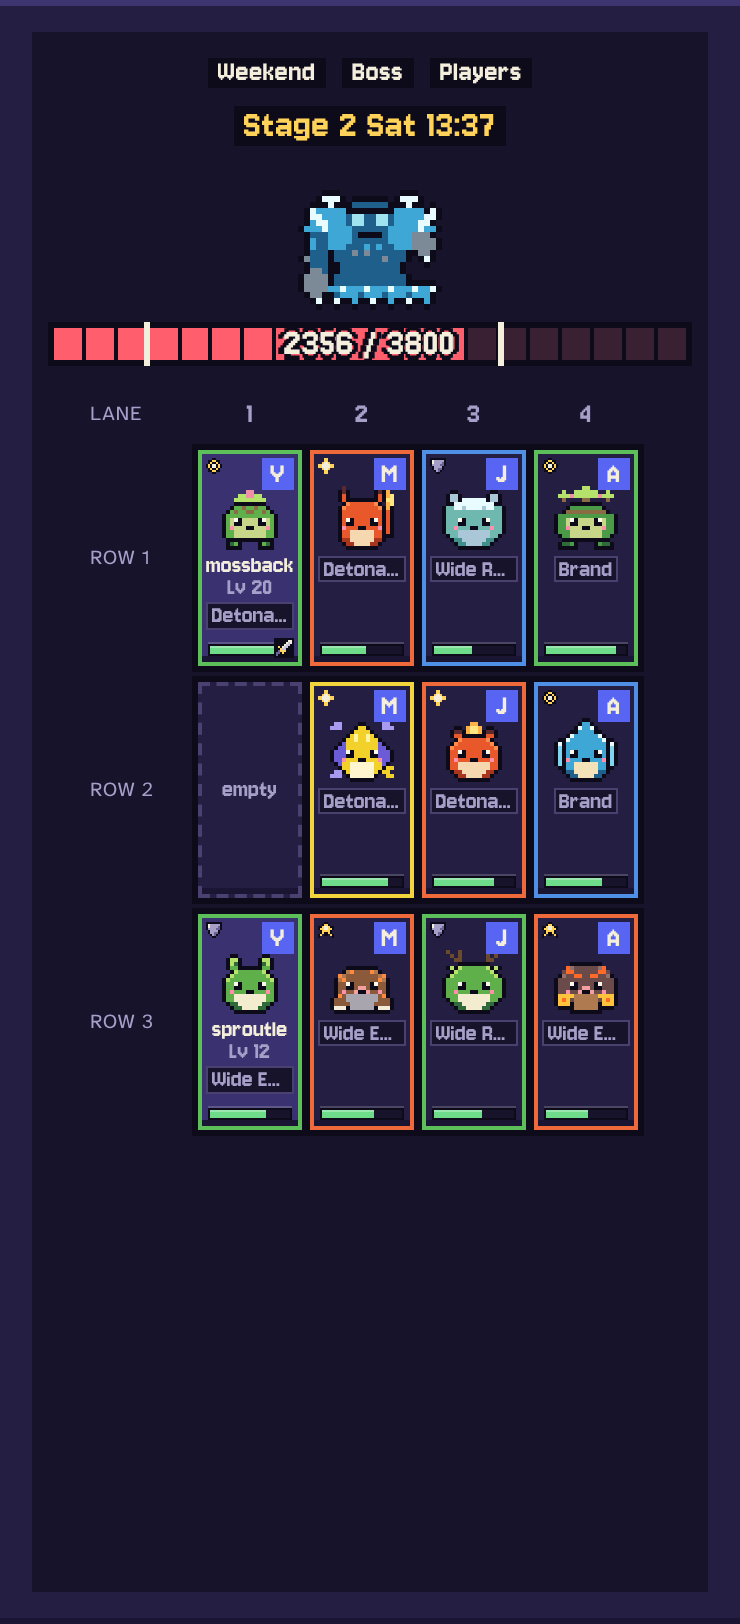 Weekend Boss Players
Stage 2 Sat 13:37
2356 / 3800
LANE 1 2 3 4
Y M J A
ROW 1
mossback
Lv 20
Detona... Detona... Wide R... Brand
M J A
ROW 2
empty
Detona... Detona... Brand
Y M J A
ROW 3
sproutle
Lv 12
Wide E... Wide E... Wide R... Wide E...